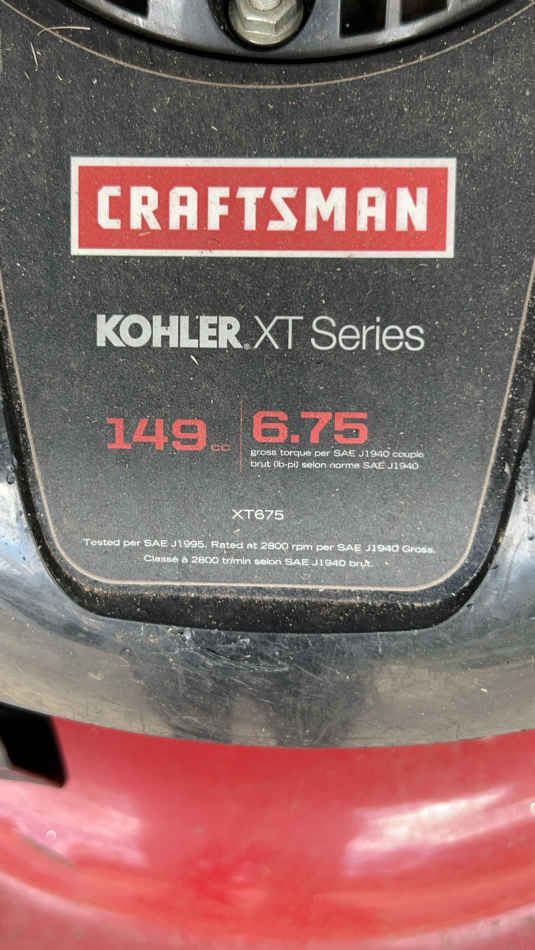 CRAFTSMAN
KOHLER® XT Series
149 cc
6.75
gross torque per SAE J1940 couple
brut (lb-pi) selon norme SAE J1940
XT675
Tested per SAE J1995. Rated at 2800 rpm per SAE J1940 Gross.
Classé à 2800 tr/min selon SAE J1940 brut.